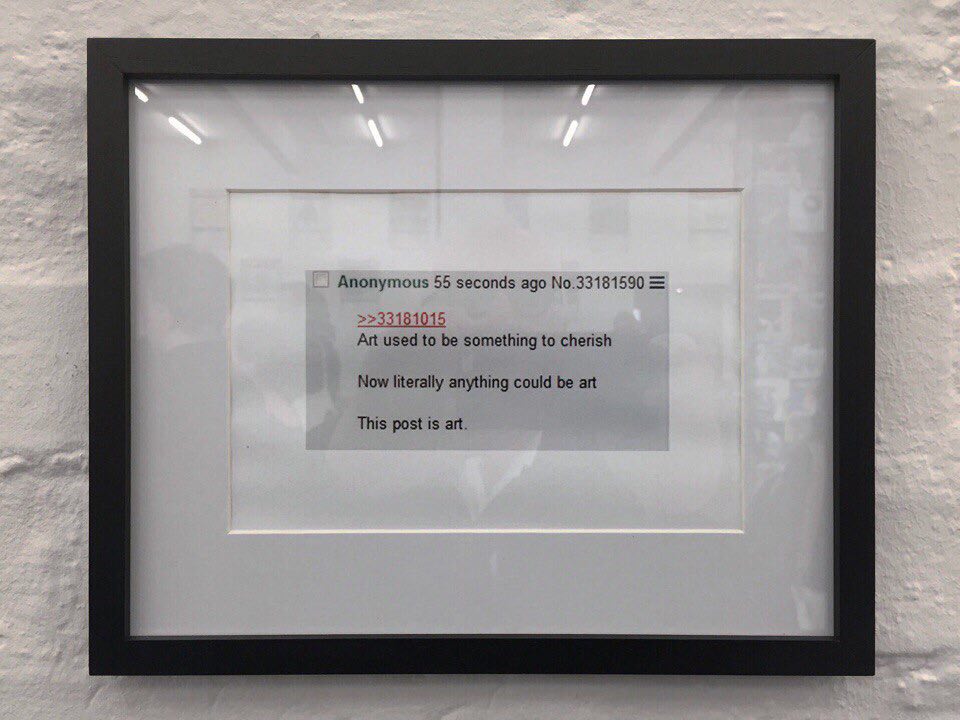 Anonymous 55 seconds ago No.33181590
>>33181015
Art used to be something to cherish
Now literally anything could be art
This post is art.